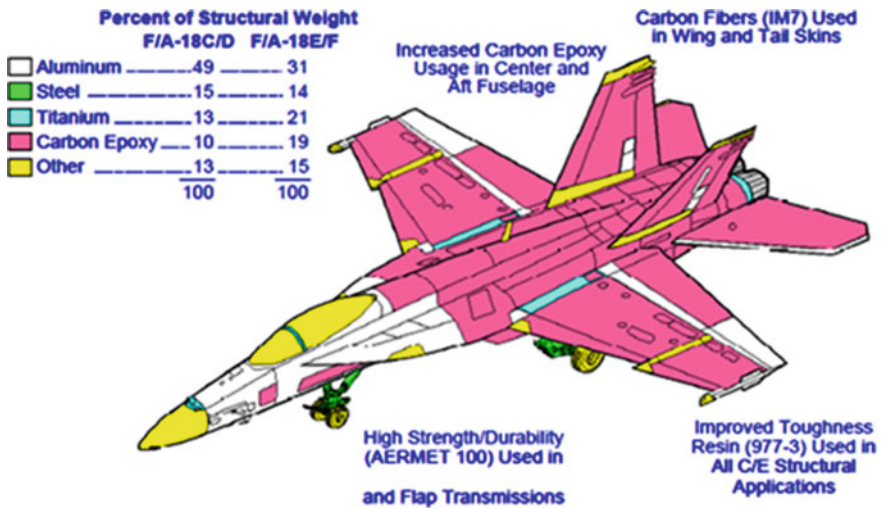 Percent of Structural Weight
F/A-18C/D F/A-18E/F
Aluminum 49 31
Steel 15 14
Titanium 13 21
Carbon Epoxy 10 19
Other 13 15
100 100
Increased Carbon Epoxy
Usage in Center and
Aft Fuselage
Carbon Fibers (IM7) Used
in Wing and Tail Skins
High Strength/Durability
(AERMET 100) Used in
and Flap Transmissions
Improved Toughness
Resin (977-3) Used in
All C/E Structural
Applications